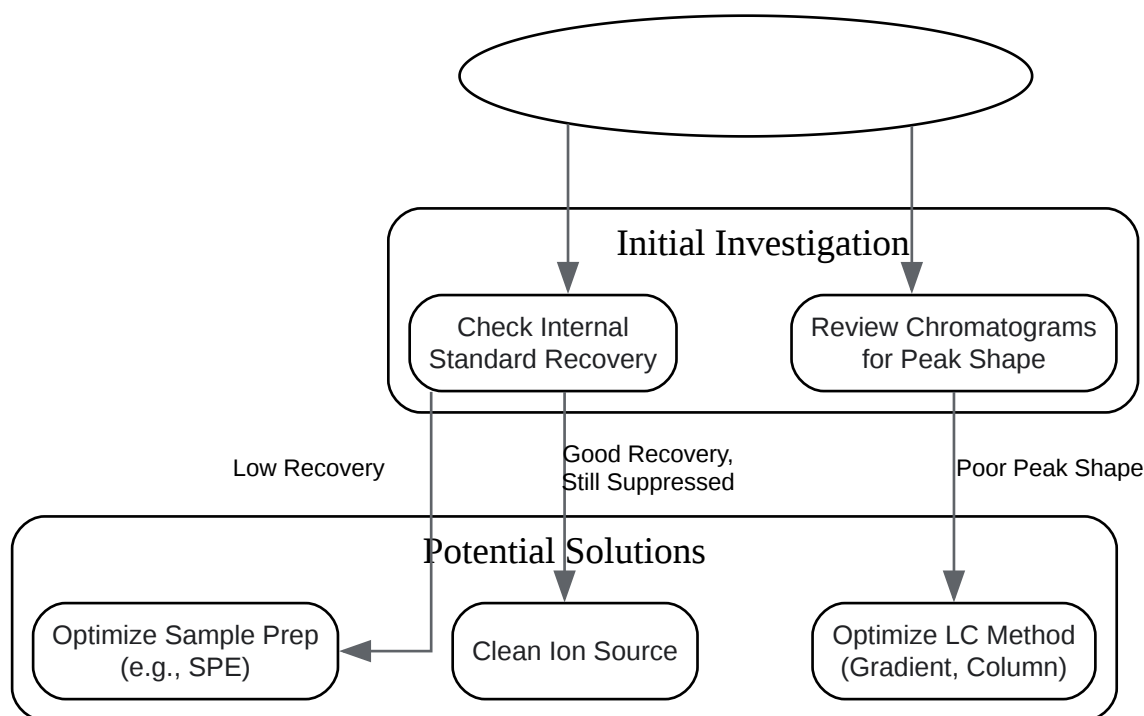 Initial Investigation
Check Internal
Standard Recovery
Review Chromatograms
for Peak Shape
Low Recovery
Good Recovery,
Still Suppressed
Poor Peak Shape
Potential Solutions
Optimize Sample Prep
(e.g., SPE)
Clean Ion Source
Optimize LC Method
(Gradient, Column)